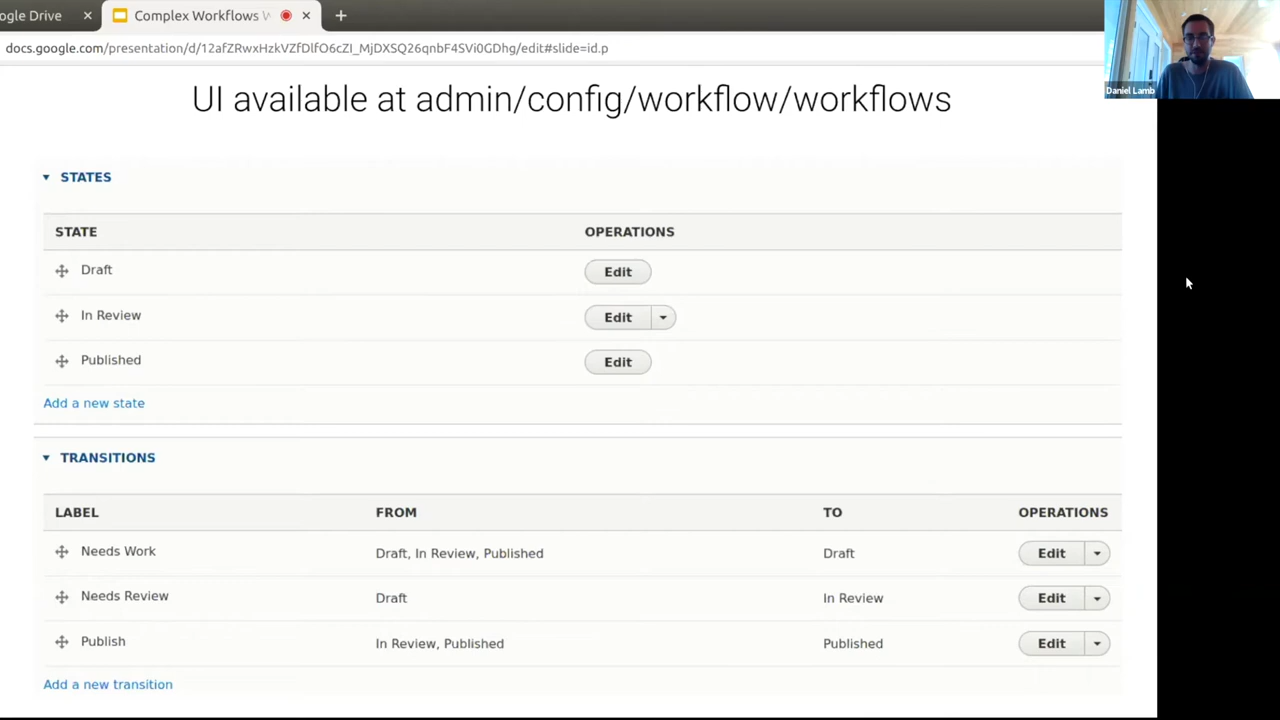 ogle Drive
Complex Workflows W
docs.google.com/presentation/d/12afZRwxHzkVZfDlfO6cZI_MjDXSQ26qnbF4SVi0GDhg/edit#slide=id.p
Daniel Lamb
UI available at admin/config/workflow/workflows
STATES
STATE OPERATIONS
Draft Edit
In Review Edit
Published Edit
Add a new state
TRANSITIONS
LABEL FROM TO OPERATIONS
Needs Work Draft, In Review, Published Draft Edit
Needs Review Draft In Review Edit
Publish In Review, Published Published Edit
Add a new transition